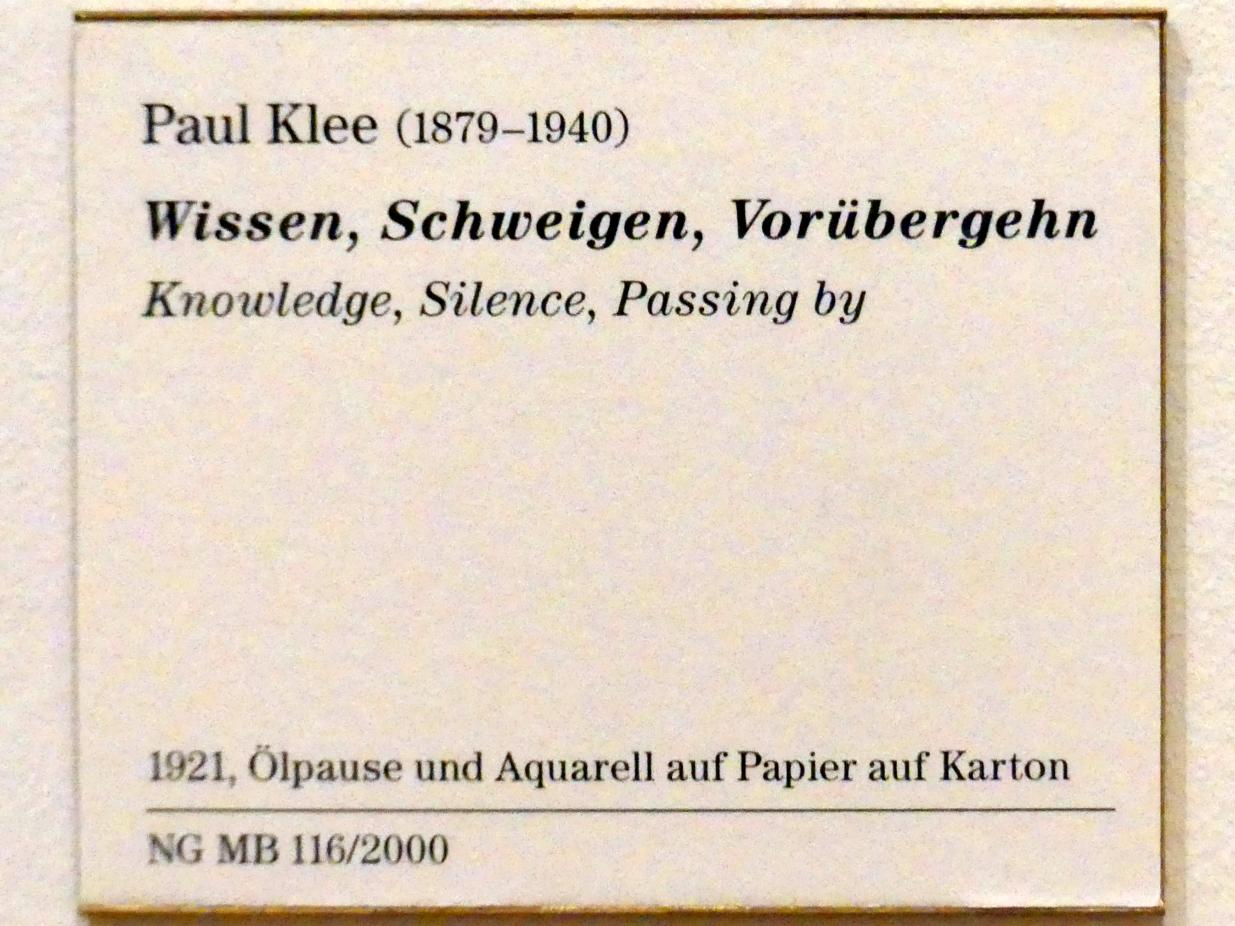 Paul Klee (1879–1940)
Wissen, Schweigen, Vorübergehn
Knowledge, Silence, Passing by
1921, Ölpause und Aquarell auf Papier auf Karton
NG MB 116/2000